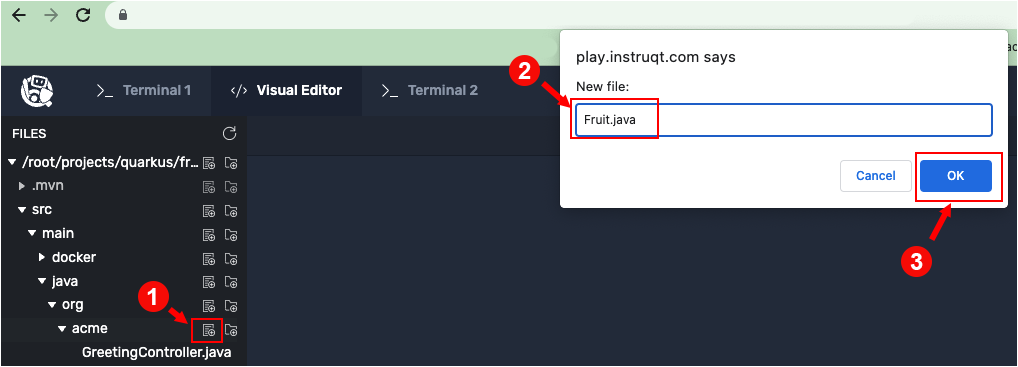 play.instruqt.com says
New file:
2
Fruit.java
Cancel
OK
3
>_ Terminal 1
</> Visual Editor
>_ Terminal 2
FILES
/root/projects/quarkus/fr...
.mvn
src
main
docker
java
1
org
acme
GreetingController.java